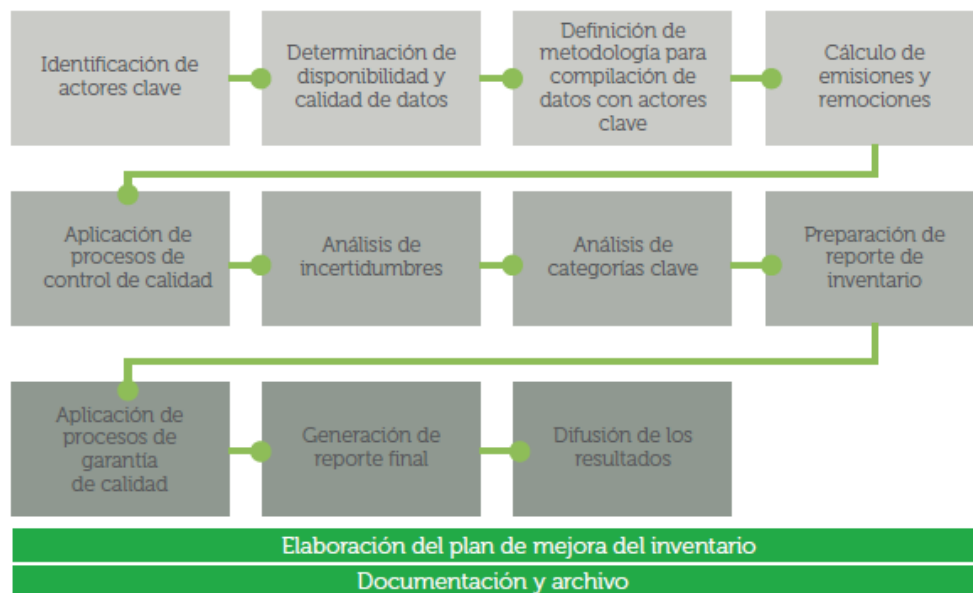 Identificación de
actores clave
Determinación de
disponibilidad y
calidad de datos
Definición de
metodología para
compilación de
datos con actores
clave
Cálculo de
emisiones y
remociones
Aplicación de
procesos de
control de calidad
Análisis de
incertidumbres
Análisis de
categorías clave
Preparación de
reporte de
inventario
Aplicación de
procesos de
garantía
de calidad
Generación de
reporte final
Difusión de los
resultados
Elaboración del plan de mejora del inventario
Documentación y archivo